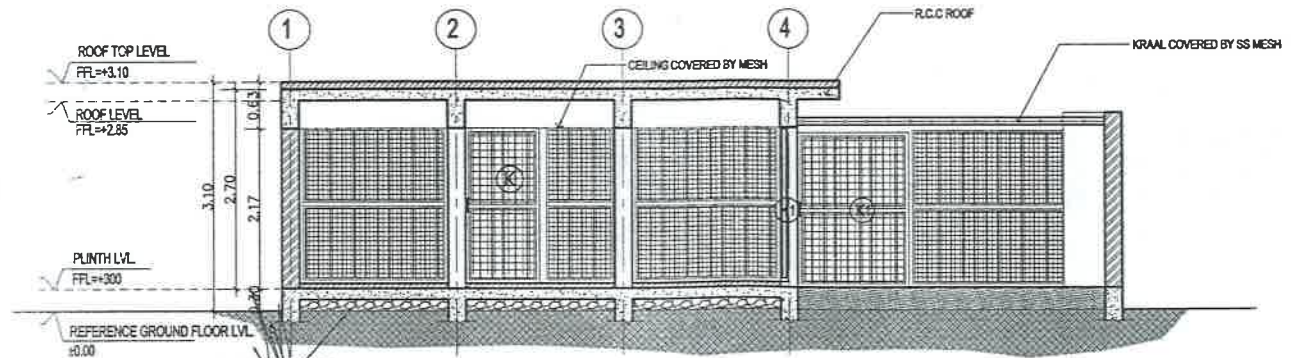 1
2
3
4
R.C.C ROOF
KRAAL COVERED BY SS MESH
ROOF TOP LEVEL
FFL=+3.10
CEILING COVERED BY MESH
ROOF LEVEL
FFL=+2.85
0.63
3.10
2.70
2.17
K
K1
PLINTH LVL.
FFL=+300
REFERENCE GROUND FLOOR LVL.
±0.00